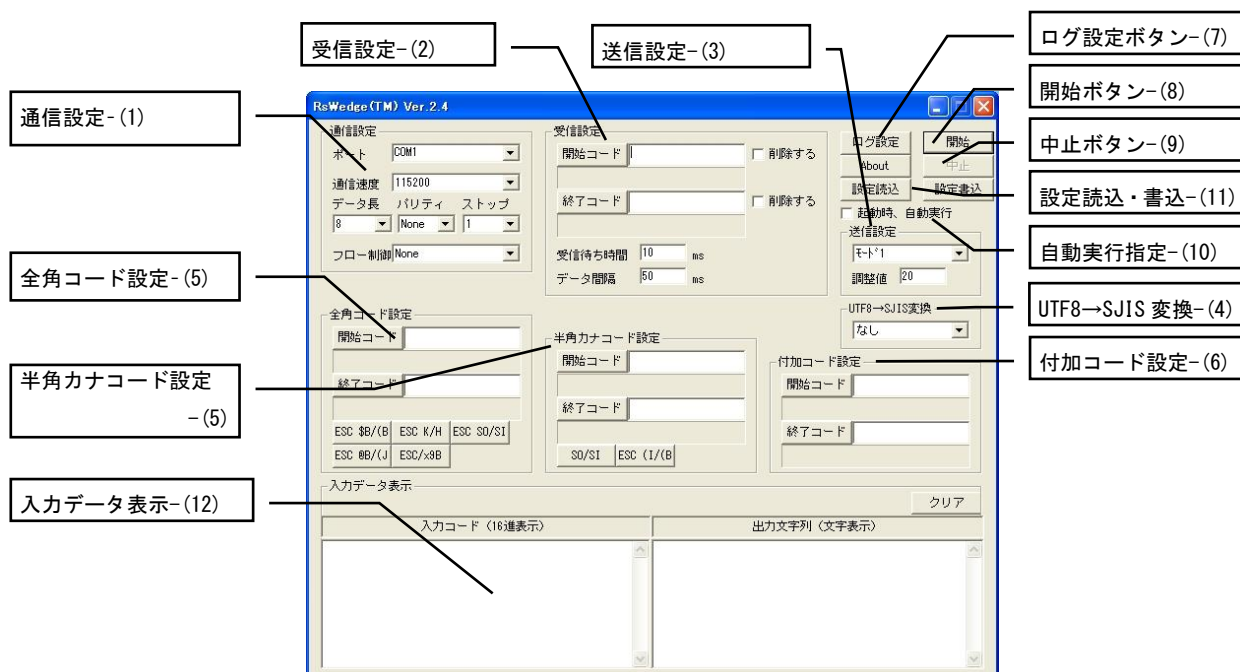 受信設定-(2)
送信設定-(3)
ログ設定ボタン-(7)
開始ボタン-(8)
中止ボタン-(9)
設定読込・書込-(11)
自動実行指定-(10)
UTF8→SJIS 変換-(4)
付加コード設定-(6)
通信設定-(1)
全角コード設定-(5)
半角カナコード設定
-(5)
入力データ表示-(12)
RsWedge(TM) Ver.2.4
通信設定
ポート COM1
通信速度 115200
データ長 パリティ ストップ
8 None 1
フロー制御 None
受信設定
開始コード 削除する
終了コード 削除する
受信待ち時間 10 ms
データ間隔 50 ms
ログ設定 開始
About 中止
設定読込 設定書込
起動時、自動実行
送信設定
ﾓｰﾄﾞ1
調整値 20
UTF8→SJIS変換
なし
全角コード設定
開始コード
終了コード
ESC $B/(B ESC K/H ESC SO/SI
ESC @B/(J ESC/x9B
半角カナコード設定
開始コード
終了コード
SO/SI ESC (I/(B
付加コード設定
開始コード
終了コード
入力データ表示
クリア
入力コード（16進表示） 出力文字列（文字表示）